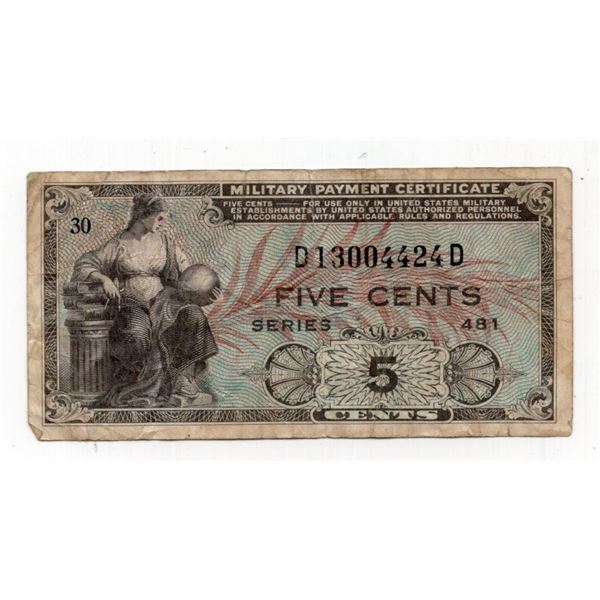 MILITARY PAYMENT CERTIFICATE
FIVE CENTS — FOR USE ONLY IN UNITED STATES MILITARY
ESTABLISHMENTS BY UNITED STATES AUTHORIZED PERSONNEL
IN ACCORDANCE WITH APPLICABLE RULES AND REGULATIONS.
30
D13004424D
FIVE CENTS
SERIES 481
5
CENTS